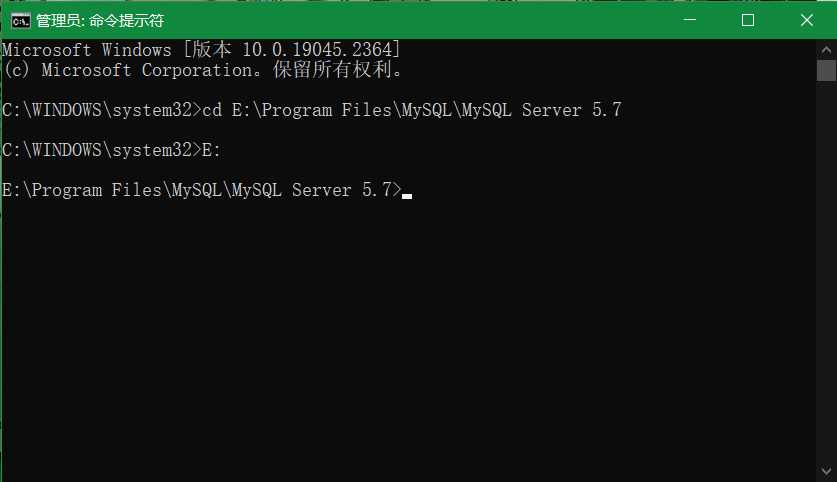 管理员: 命令提示符
Microsoft Windows [版本 10.0.19045.2364]
(c) Microsoft Corporation。保留所有权利。
C:\WINDOWS\system32>cd E:\Program Files\MySQL\MySQL Server 5.7
C:\WINDOWS\system32>E:
E:\Program Files\MySQL\MySQL Server 5.7>